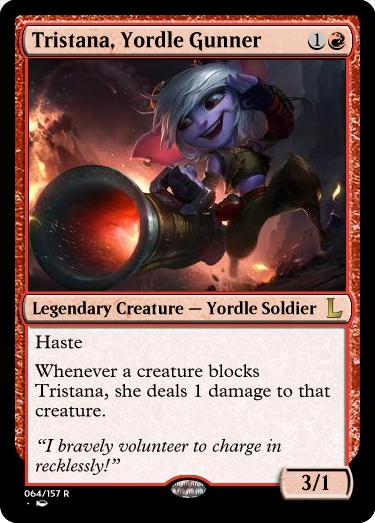 Tristana, Yordle Gunner 1
Legendary Creature — Yordle Soldier L
Haste
Whenever a creature blocks
Tristana, she deals 1 damage to that
creature.
“I bravely volunteer to charge in
recklessly!”
064/157 R
3/1